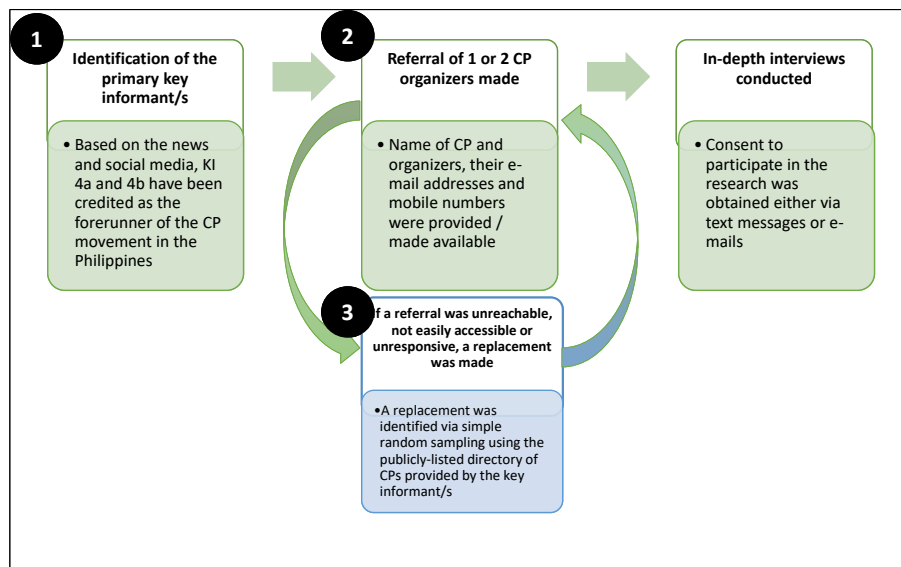 1
Identification of the
primary key
informant/s
• Based on the news
and social media, KI
4a and 4b have been
credited as the
forerunner of the CP
movement in the
Philippines
2
Referral of 1 or 2 CP
organizers made
• Name of CP and
organizers, their e-
mail addresses and
mobile numbers
were provided /
made available
In-depth interviews
conducted
• Consent to
participate in the
research was
obtained either via
text messages or e-
mails
3
If a referral was unreachable,
not easily accessible or
unresponsive, a replacement
was made
•A replacement was
identified via simple
random sampling using the
publicly-listed directory of
CPs provided by the key
informant/s